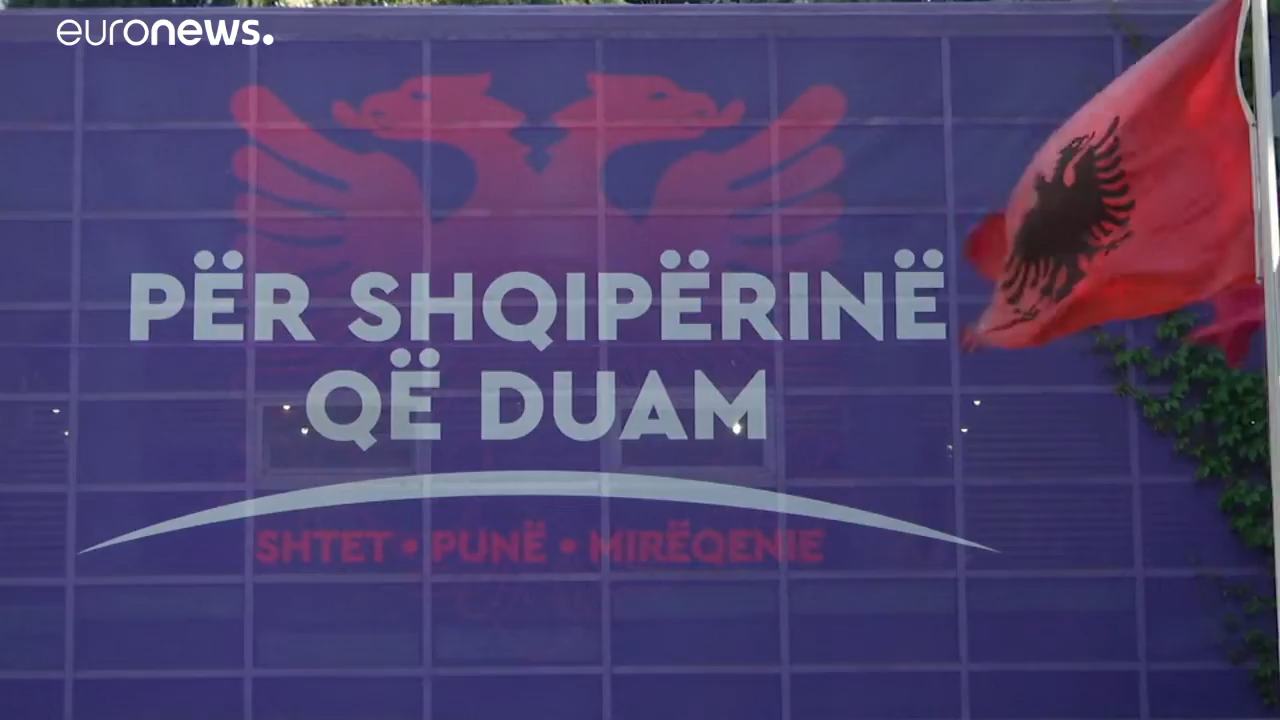 euronews.
PËR SHQIPËRINË
QË DUAM
SHTET • PUNË • MIRËQENIE